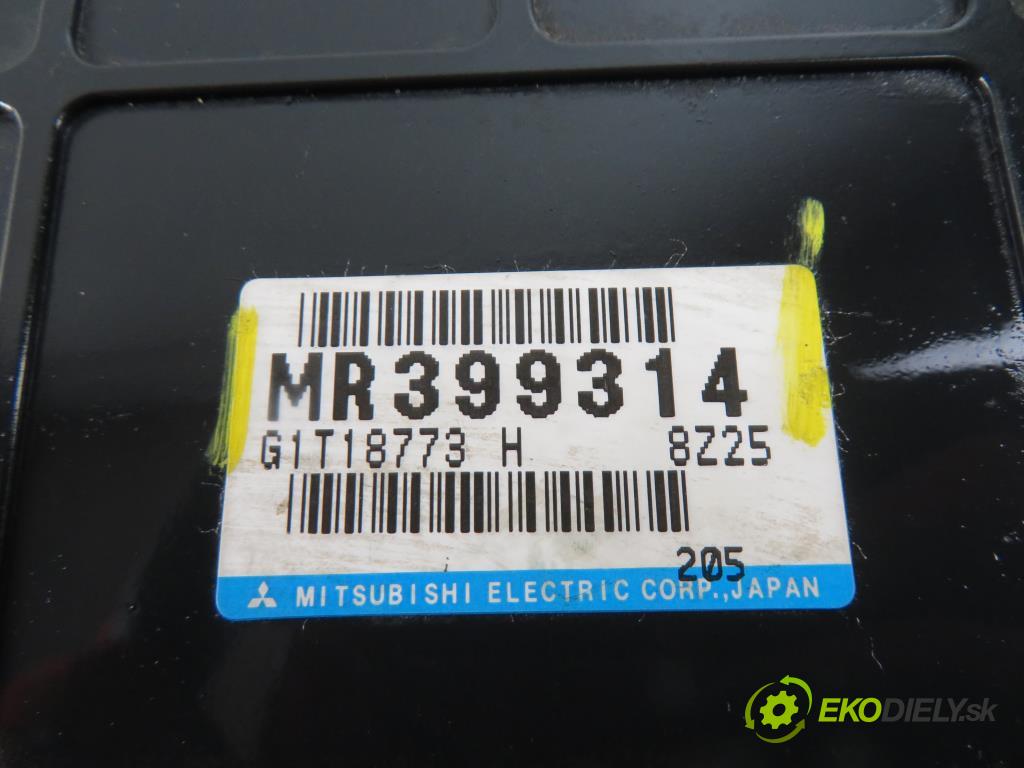 MR399314
G1T18773 H 8Z25
205
MITSUBISHI ELECTRIC CORP., JAPAN
EKODIELY.sk